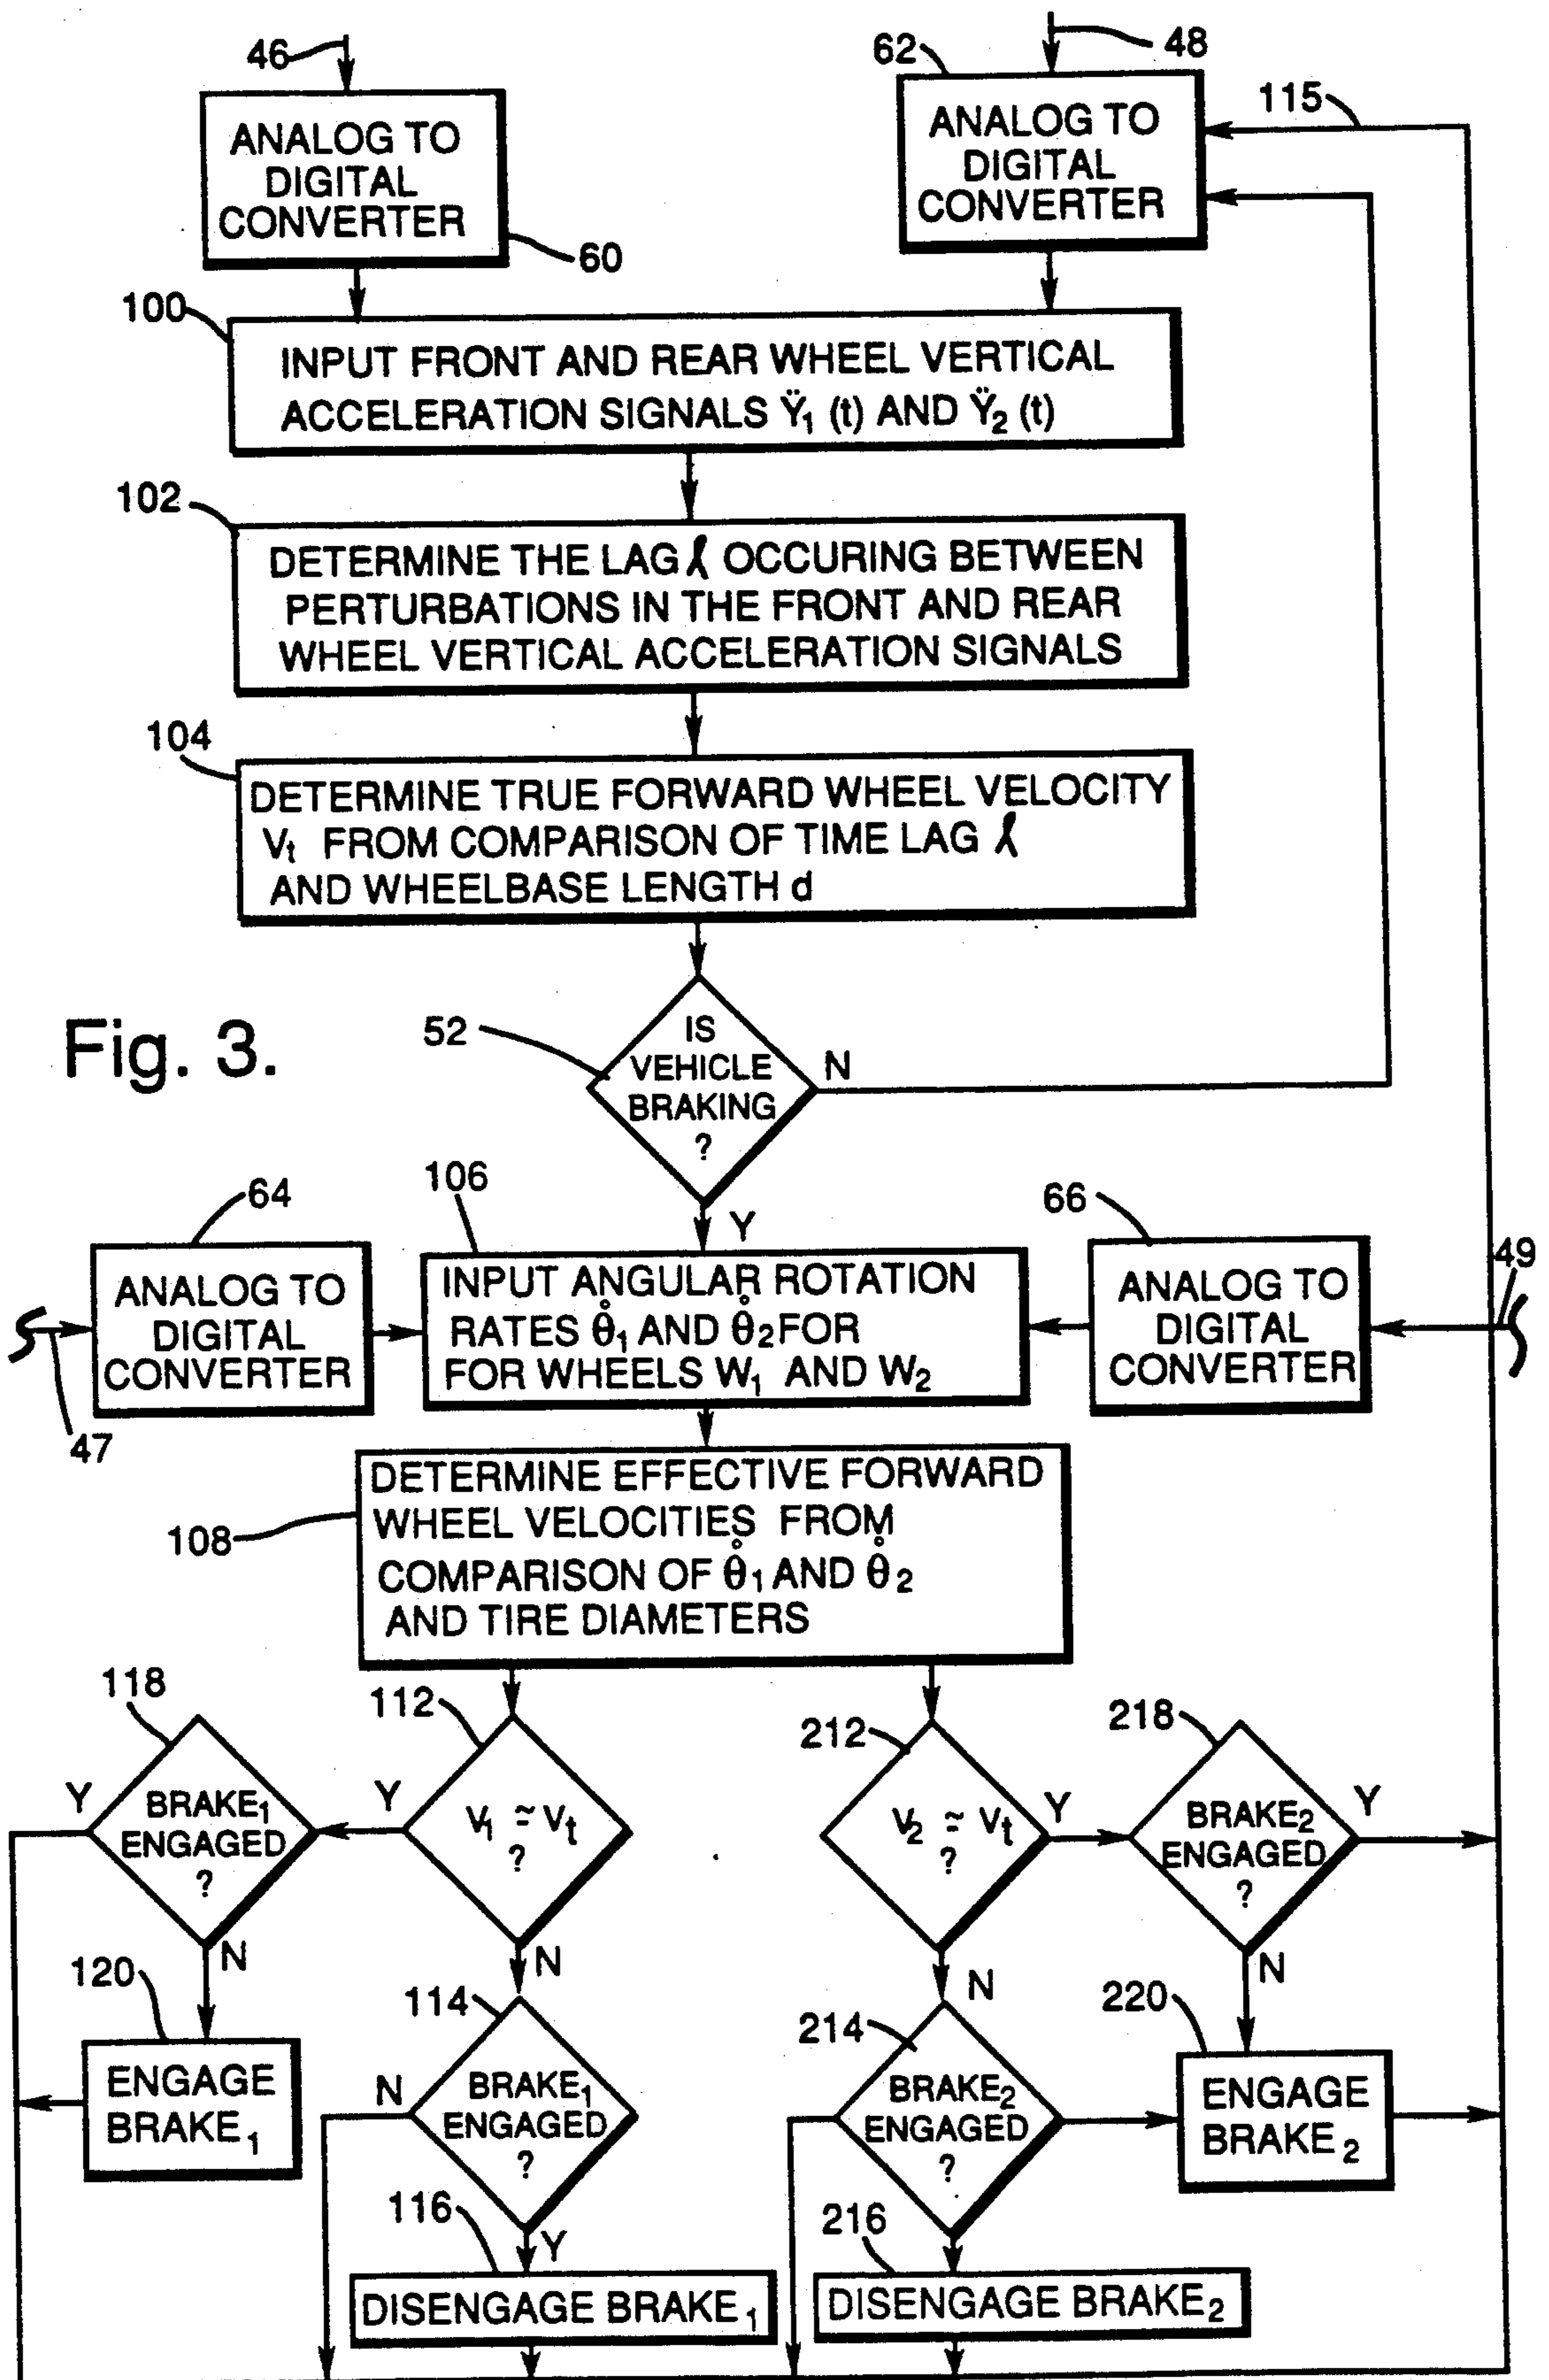 46
62
48
115
ANALOG TO
DIGITAL
CONVERTER
60
ANALOG TO
DIGITAL
CONVERTER
100
INPUT FRONT AND REAR WHEEL VERTICAL
ACCELERATION SIGNALS Ÿ₁ (t) AND Ÿ₂ (t)
102
DETERMINE THE LAG ℓ OCCURING BETWEEN
PERTURBATIONS IN THE FRONT AND REAR
WHEEL VERTICAL ACCELERATION SIGNALS
104
DETERMINE TRUE FORWARD WHEEL VELOCITY
Vₜ FROM COMPARISON OF TIME LAG ℓ
AND WHEELBASE LENGTH d
Fig. 3.
52
IS
VEHICLE
BRAKING
?
N
Y
64
ANALOG TO
DIGITAL
CONVERTER
47
106
INPUT ANGULAR ROTATION
RATES θ̊₁ AND θ̊₂ FOR
FOR WHEELS W₁ AND W₂
66
ANALOG TO
DIGITAL
CONVERTER
49
108
DETERMINE EFFECTIVE FORWARD
WHEEL VELOCITIES FROM
COMPARISON OF θ̊₁ AND θ̊₂
AND TIRE DIAMETERS
118
Y
BRAKE₁
ENGAGED
?
N
112
Y
V₁ ≃ Vₜ
?
N
212
V₂ ≃ Vₜ
?
Y
N
218
BRAKE₂
ENGAGED
?
Y
N
120
ENGAGE
BRAKE₁
114
N
BRAKE₁
ENGAGED
?
Y
214
BRAKE₂
ENGAGED
?
220
ENGAGE
BRAKE₂
116
DISENGAGE BRAKE₁
216
DISENGAGE BRAKE₂